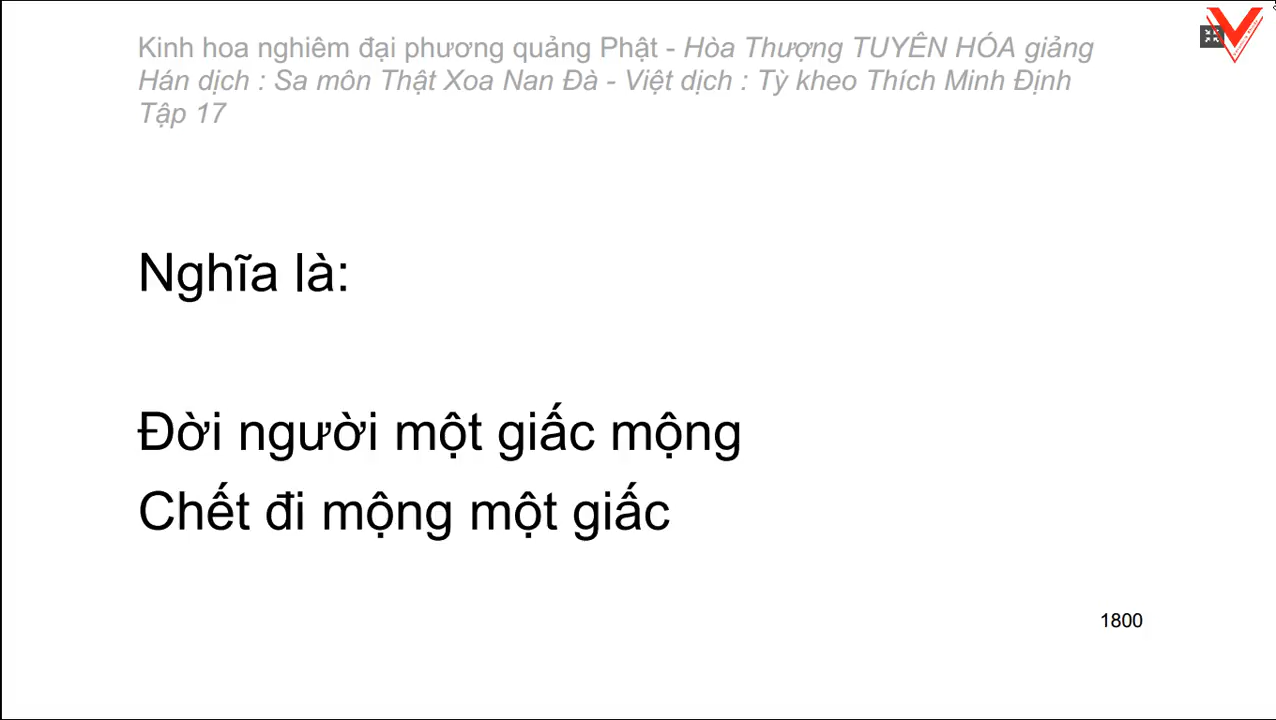 Kinh hoa nghiêm đại phương quảng Phật - Hòa Thượng TUYÊN HÓA giảng
Hán dịch : Sa môn Thật Xoa Nan Đà - Việt dịch : Tỳ kheo Thích Minh Định
Tập 17
Nghĩa là:
Đời người một giấc mộng
Chết đi mộng một giấc
1800